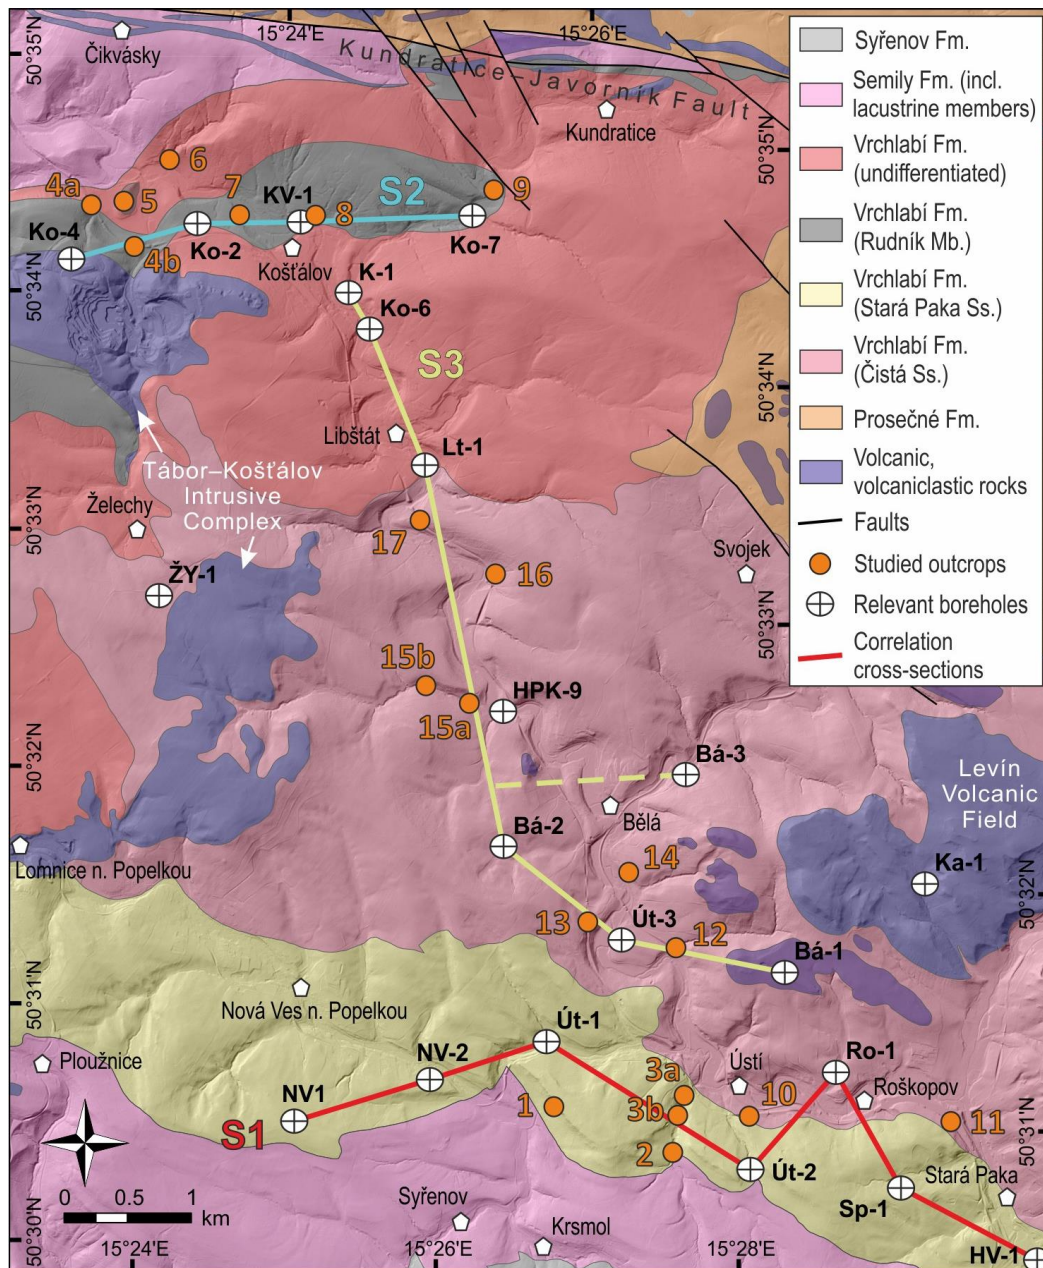 15°24'E
15°26'E
50°35'N
Čikvásky
Kundratice–Javorník Fault
Kundratice
50°35'N
6
4a
5
7
KV-1
S2
9
8
Ko-4
Ko-2
Ko-7
4b
Košťálov
50°34'N
K-1
Ko-6
S3
50°34'N
Libštát
Lt-1
Tábor–Košťálov
Intrusive
Complex
Želechy
50°33'N
17
16
Svojek
ŽY-1
50°33'N
15b
15a
HPK-9
50°32'N
Bá-3
Levín
Volcanic
Field
Bělá
Bá-2
Lomnice n. Popelkou
14
Ka-1
50°32'N
13
Út-3
12
Bá-1
50°31'N
Nová Ves n. Popelkou
Út-1
Ploužnice
NV-2
Ústí
Ro-1
3a
Roškopov
NV1
1
3b
10
11
50°31'N
S1
2
Út-2
Stará Paka
Sp-1
0 0.5 1
km
Syřenov
Krsmol
HV-1
50°30'N
15°24'E
15°26'E
15°28'E
Syřenov Fm.
Semily Fm. (incl.
lacustrine members)
Vrchlabí Fm.
(undifferentiated)
Vrchlabí Fm.
(Rudník Mb.)
Vrchlabí Fm.
(Stará Paka Ss.)
Vrchlabí Fm.
(Čistá Ss.)
Prosečné Fm.
Volcanic,
volcaniclastic rocks
Faults
Studied outcrops
Relevant boreholes
Correlation
cross-sections